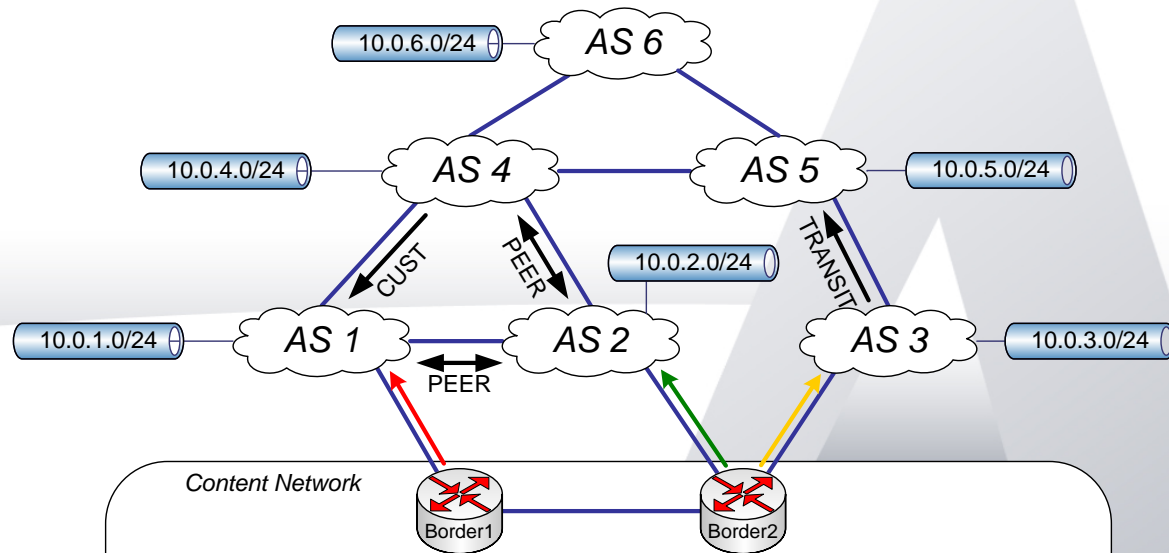 10.0.6.0/24
AS 6
10.0.4.0/24
AS 4
AS 5
10.0.5.0/24
CUST
PEER
10.0.2.0/24
TRANSIT
10.0.1.0/24
AS 1
AS 2
AS 3
10.0.3.0/24
PEER
Content Network
Border1
Border2